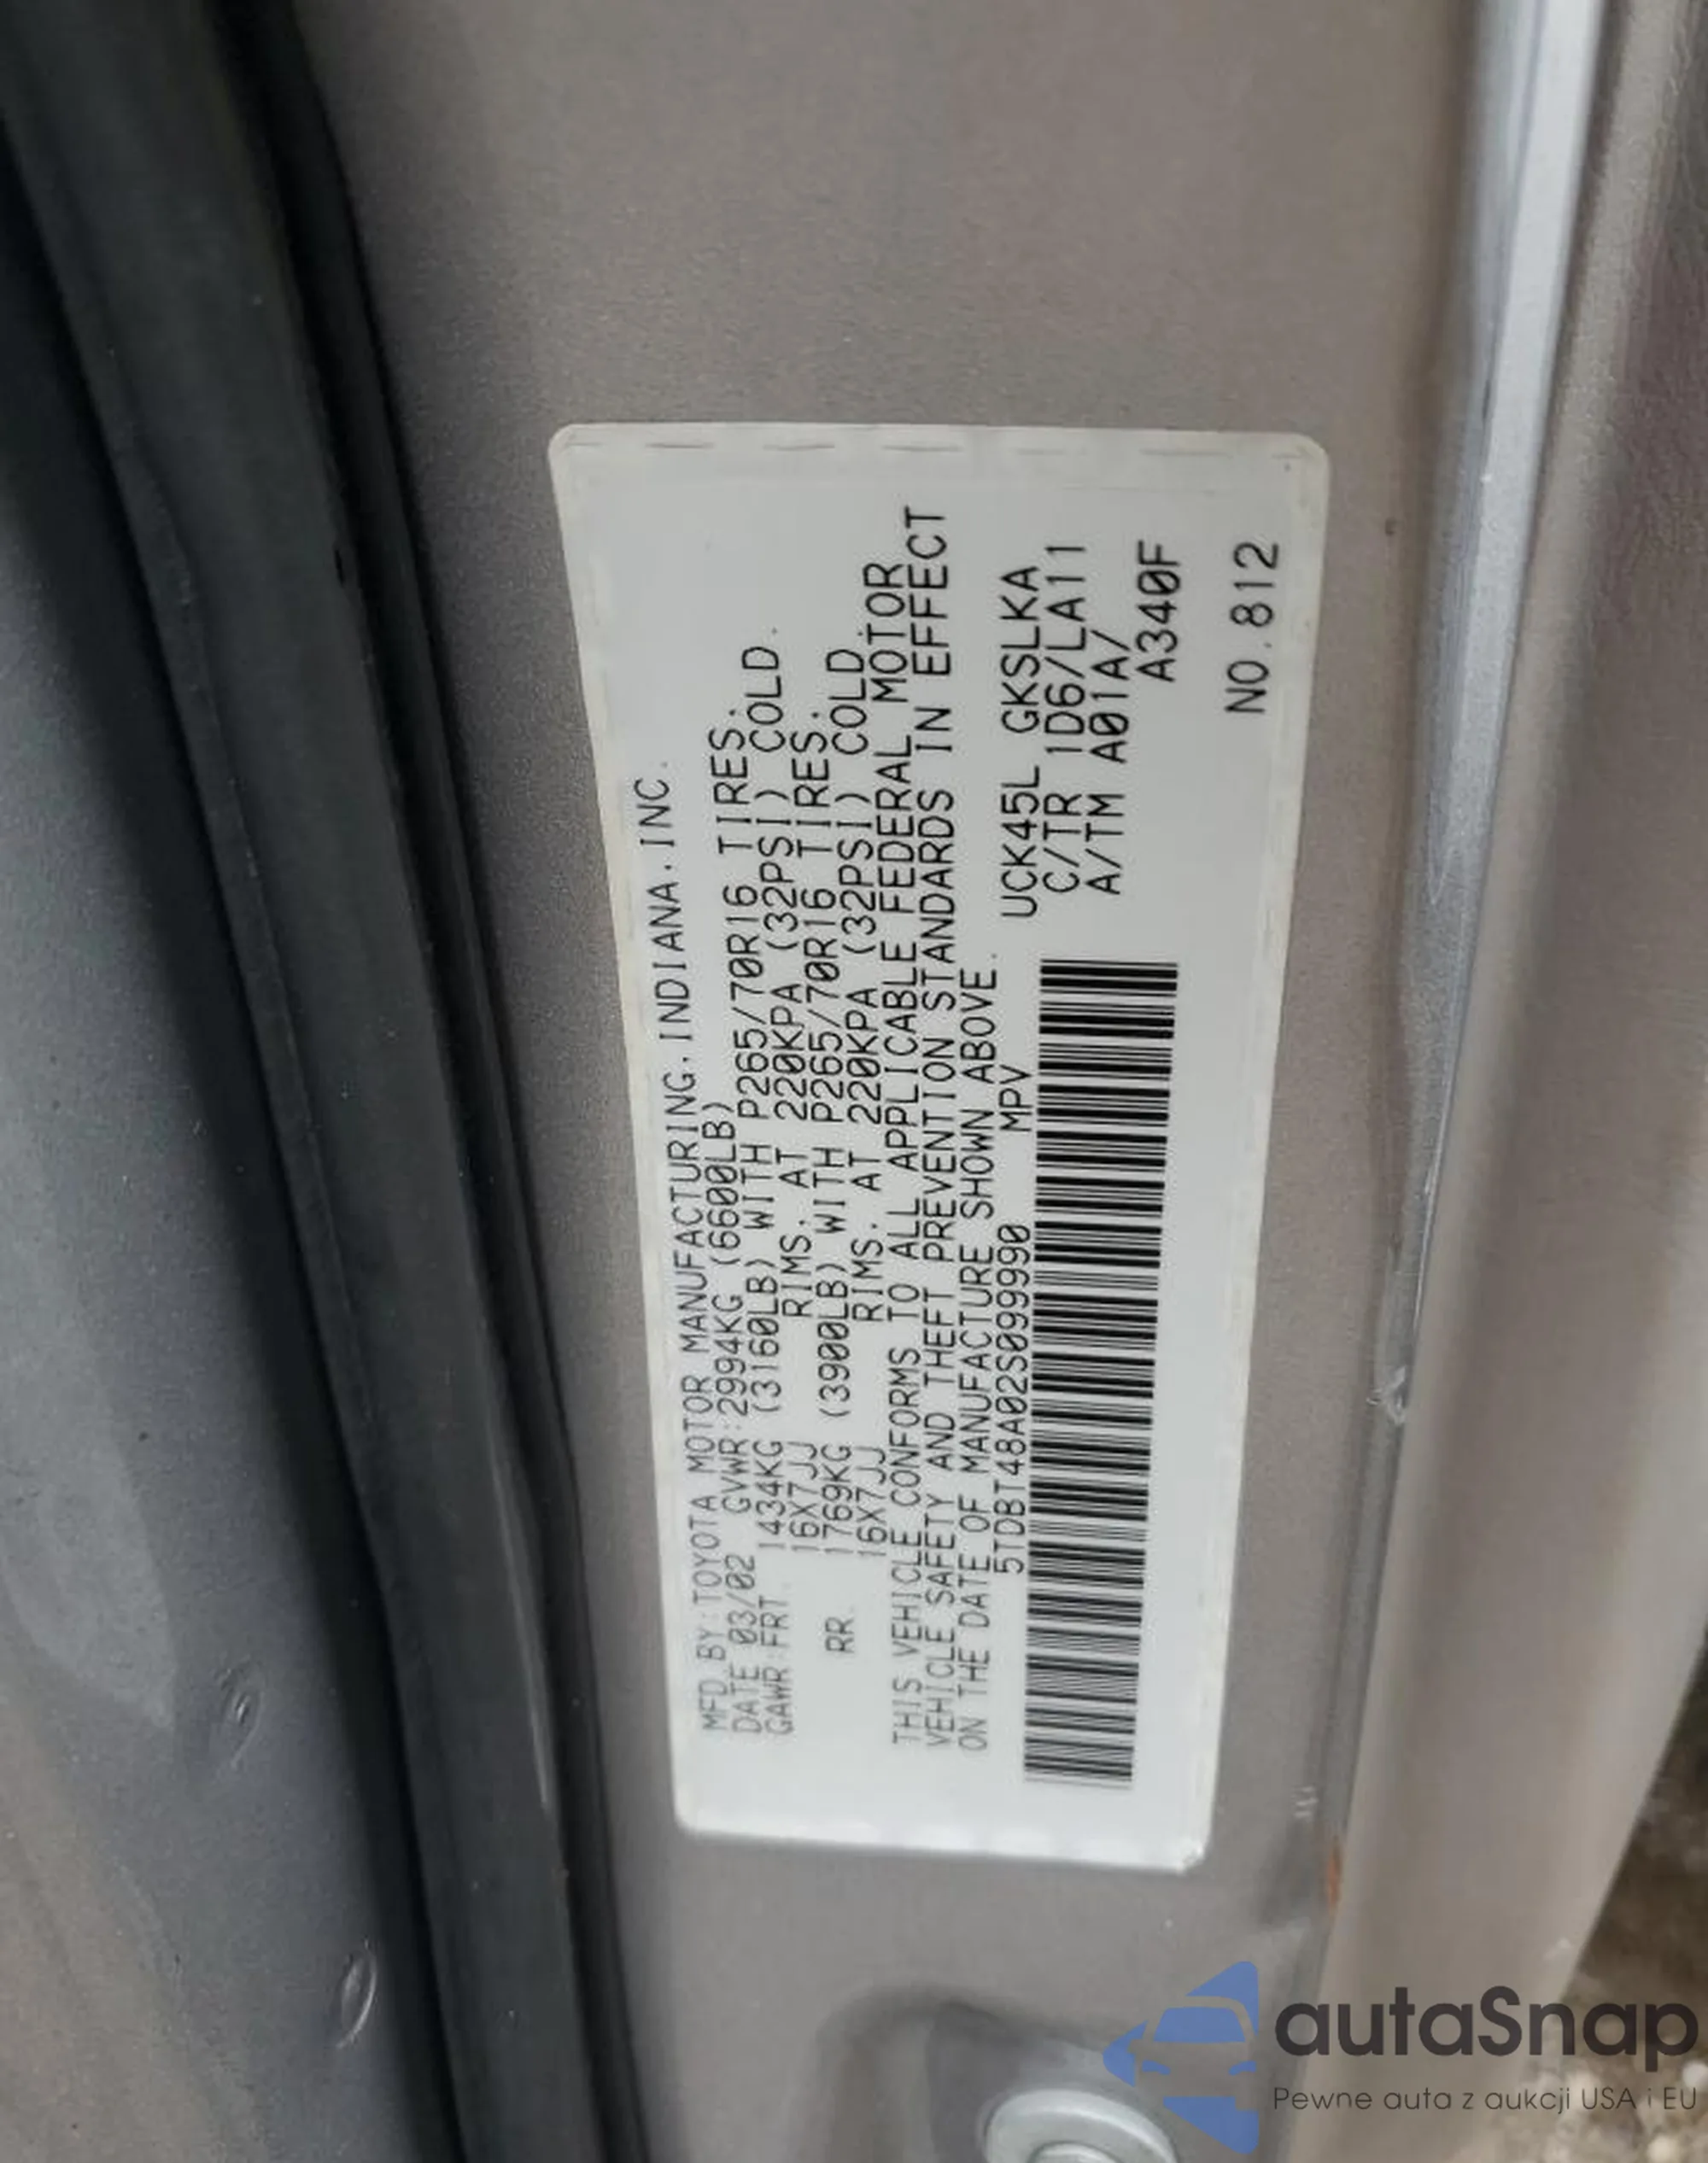 MFD.BY:TOYOTA MOTOR MANUFACTURING.INDIANA.INC.
DATE 03/02 GVWR:2994KG (6600LB)
GAWR:FRT. 1434KG (3160LB) WITH P265/70R16 TIRES.
16X7JJ RIMS. AT 220KPA (32PSI) COLD.
RR. 1769KG (3900LB) WITH P265/70R16 TIRES.
16X7JJ RIMS. AT 220KPA (32PSI) COLD.
THIS VEHICLE CONFORMS TO ALL APPLICABLE FEDERAL MOTOR
VEHICLE SAFETY AND THEFT PREVENTION STANDARDS IN EFFECT
ON THE DATE OF MANUFACTURE SHOWN ABOVE.
5TDBT48A02S099990 MPV
UCK45L GKSLKA
C/TR 1D6/LA11
A/TM A01A/
A340F
NO.812
autaSnap
Pewne auta z aukcji USA i EU